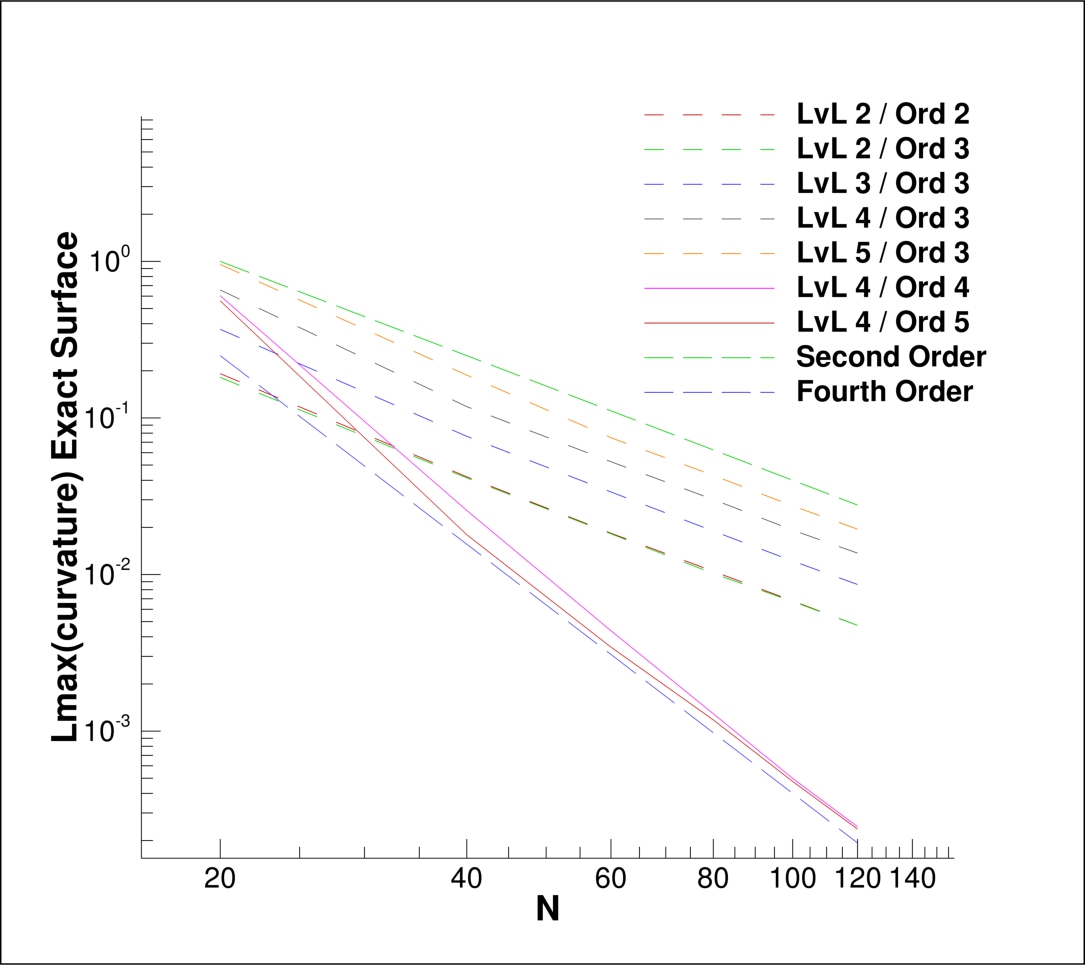 LvL 2 / Ord 2
LvL 2 / Ord 3
LvL 3 / Ord 3
LvL 4 / Ord 3
LvL 5 / Ord 3
LvL 4 / Ord 4
LvL 4 / Ord 5
Second Order
Fourth Order
Lmax(curvature) Exact Surface
10^0
10^-1
10^-2
10^-3
20 40 60 80 100 120 140
N